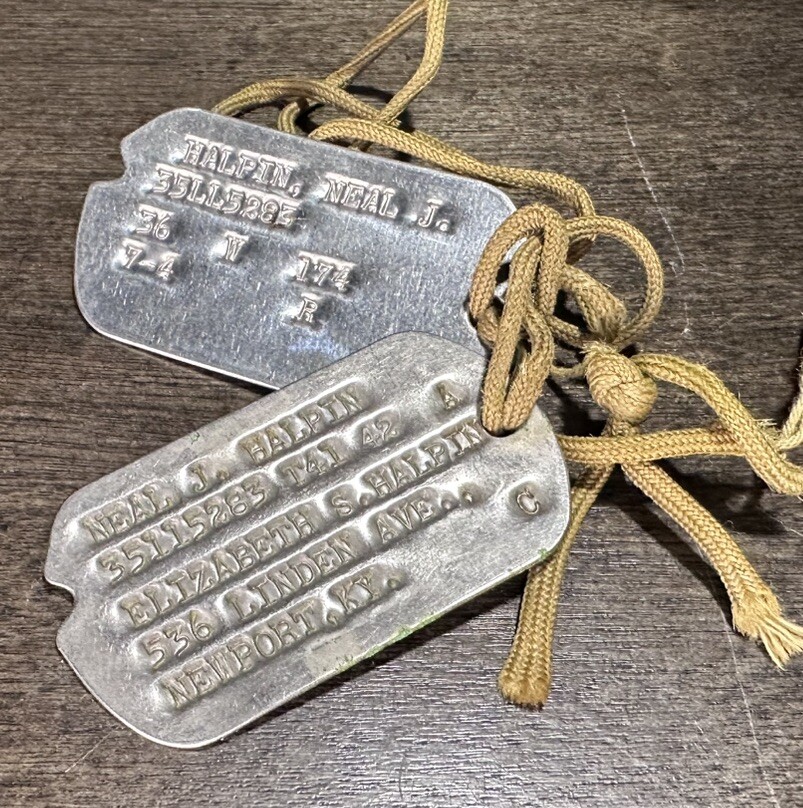 HALPIN, NEAL J.
35115283
36 W 174
7-4 R
NEAL J. HALPIN
35115283 T41 42 A
ELIZABETH S.HALPIN
536 LINDEN AVE.. C
NEWPORT,KY.